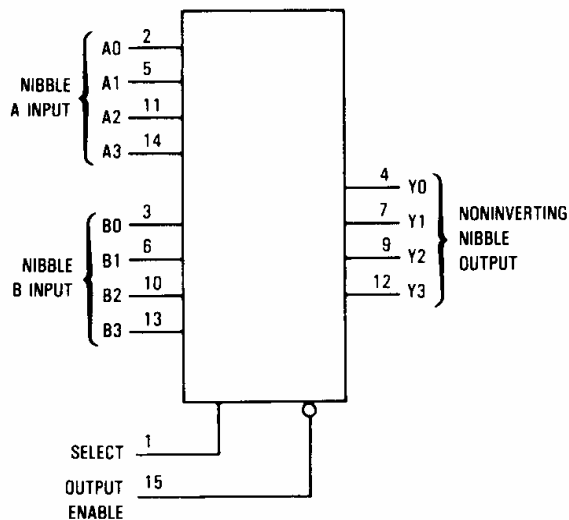 A0 2
A1 5
A2 11
A3 14
NIBBLE
A INPUT
B0 3
B1 6
B2 10
B3 13
NIBBLE
B INPUT
4 Y0
7 Y1
9 Y2
12 Y3
NONINVERTING
NIBBLE
OUTPUT
SELECT 1
OUTPUT 15
ENABLE